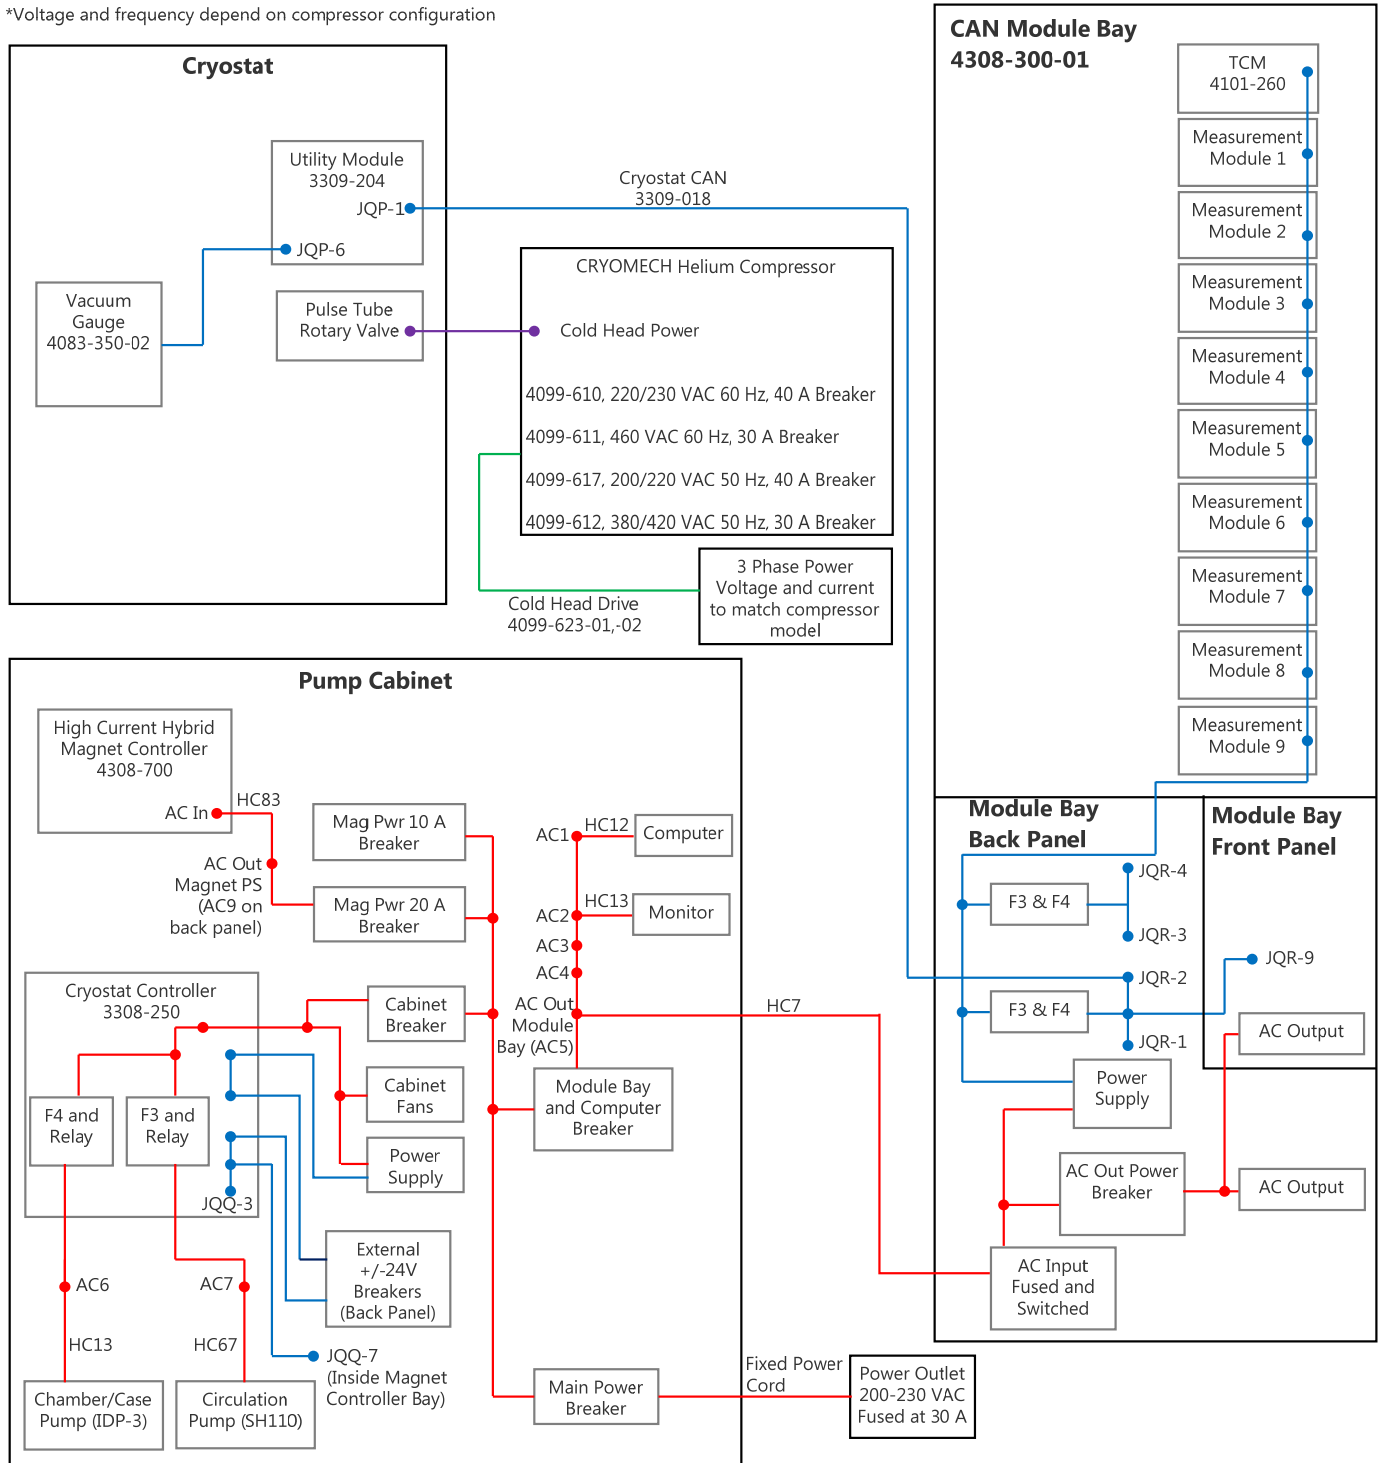 *Voltage and frequency depend on compressor configuration
Cryostat
Utility Module
3309-204
JQP-1
JQP-6
Vacuum
Gauge
4083-350-02
Pulse Tube
Rotary Valve
Cryostat CAN
3309-018
CRYOMECH Helium Compressor
Cold Head Power
4099-610, 220/230 VAC 60 Hz, 40 A Breaker
4099-611, 460 VAC 60 Hz, 30 A Breaker
4099-617, 200/220 VAC 50 Hz, 40 A Breaker
4099-612, 380/420 VAC 50 Hz, 30 A Breaker
3 Phase Power
Voltage and current
to match compressor
model
Cold Head Drive
4099-623-01,-02
CAN Module Bay
4308-300-01
TCM
4101-260
Measurement
Module 1
Measurement
Module 2
Measurement
Module 3
Measurement
Module 4
Measurement
Module 5
Measurement
Module 6
Measurement
Module 7
Measurement
Module 8
Measurement
Module 9
Module Bay
Back Panel
JQR-4
F3 & F4
JQR-3
JQR-2
F3 & F4
JQR-1
Power
Supply
AC Out Power
Breaker
AC Input
Fused and
Switched
Module Bay
Front Panel
JQR-9
AC Output
AC Output
Pump Cabinet
High Current Hybrid
Magnet Controller
4308-700
AC In
HC83
AC Out
Magnet PS
(AC9 on
back panel)
Mag Pwr 10 A
Breaker
Mag Pwr 20 A
Breaker
AC1
HC12
Computer
AC2
HC13
Monitor
AC3
AC4
AC Out
Module
Bay (AC5)
HC7
Module Bay
and Computer
Breaker
Cryostat Controller
3308-250
Cabinet
Breaker
Cabinet
Fans
Power
Supply
F4 and
Relay
F3 and
Relay
JQQ-3
External
+/-24V
Breakers
(Back Panel)
AC6
AC7
HC13
HC67
JQQ-7
(Inside Magnet
Controller Bay)
Chamber/Case
Pump (IDP-3)
Circulation
Pump (SH110)
Main Power
Breaker
Fixed Power
Cord
Power Outlet
200-230 VAC
Fused at 30 A